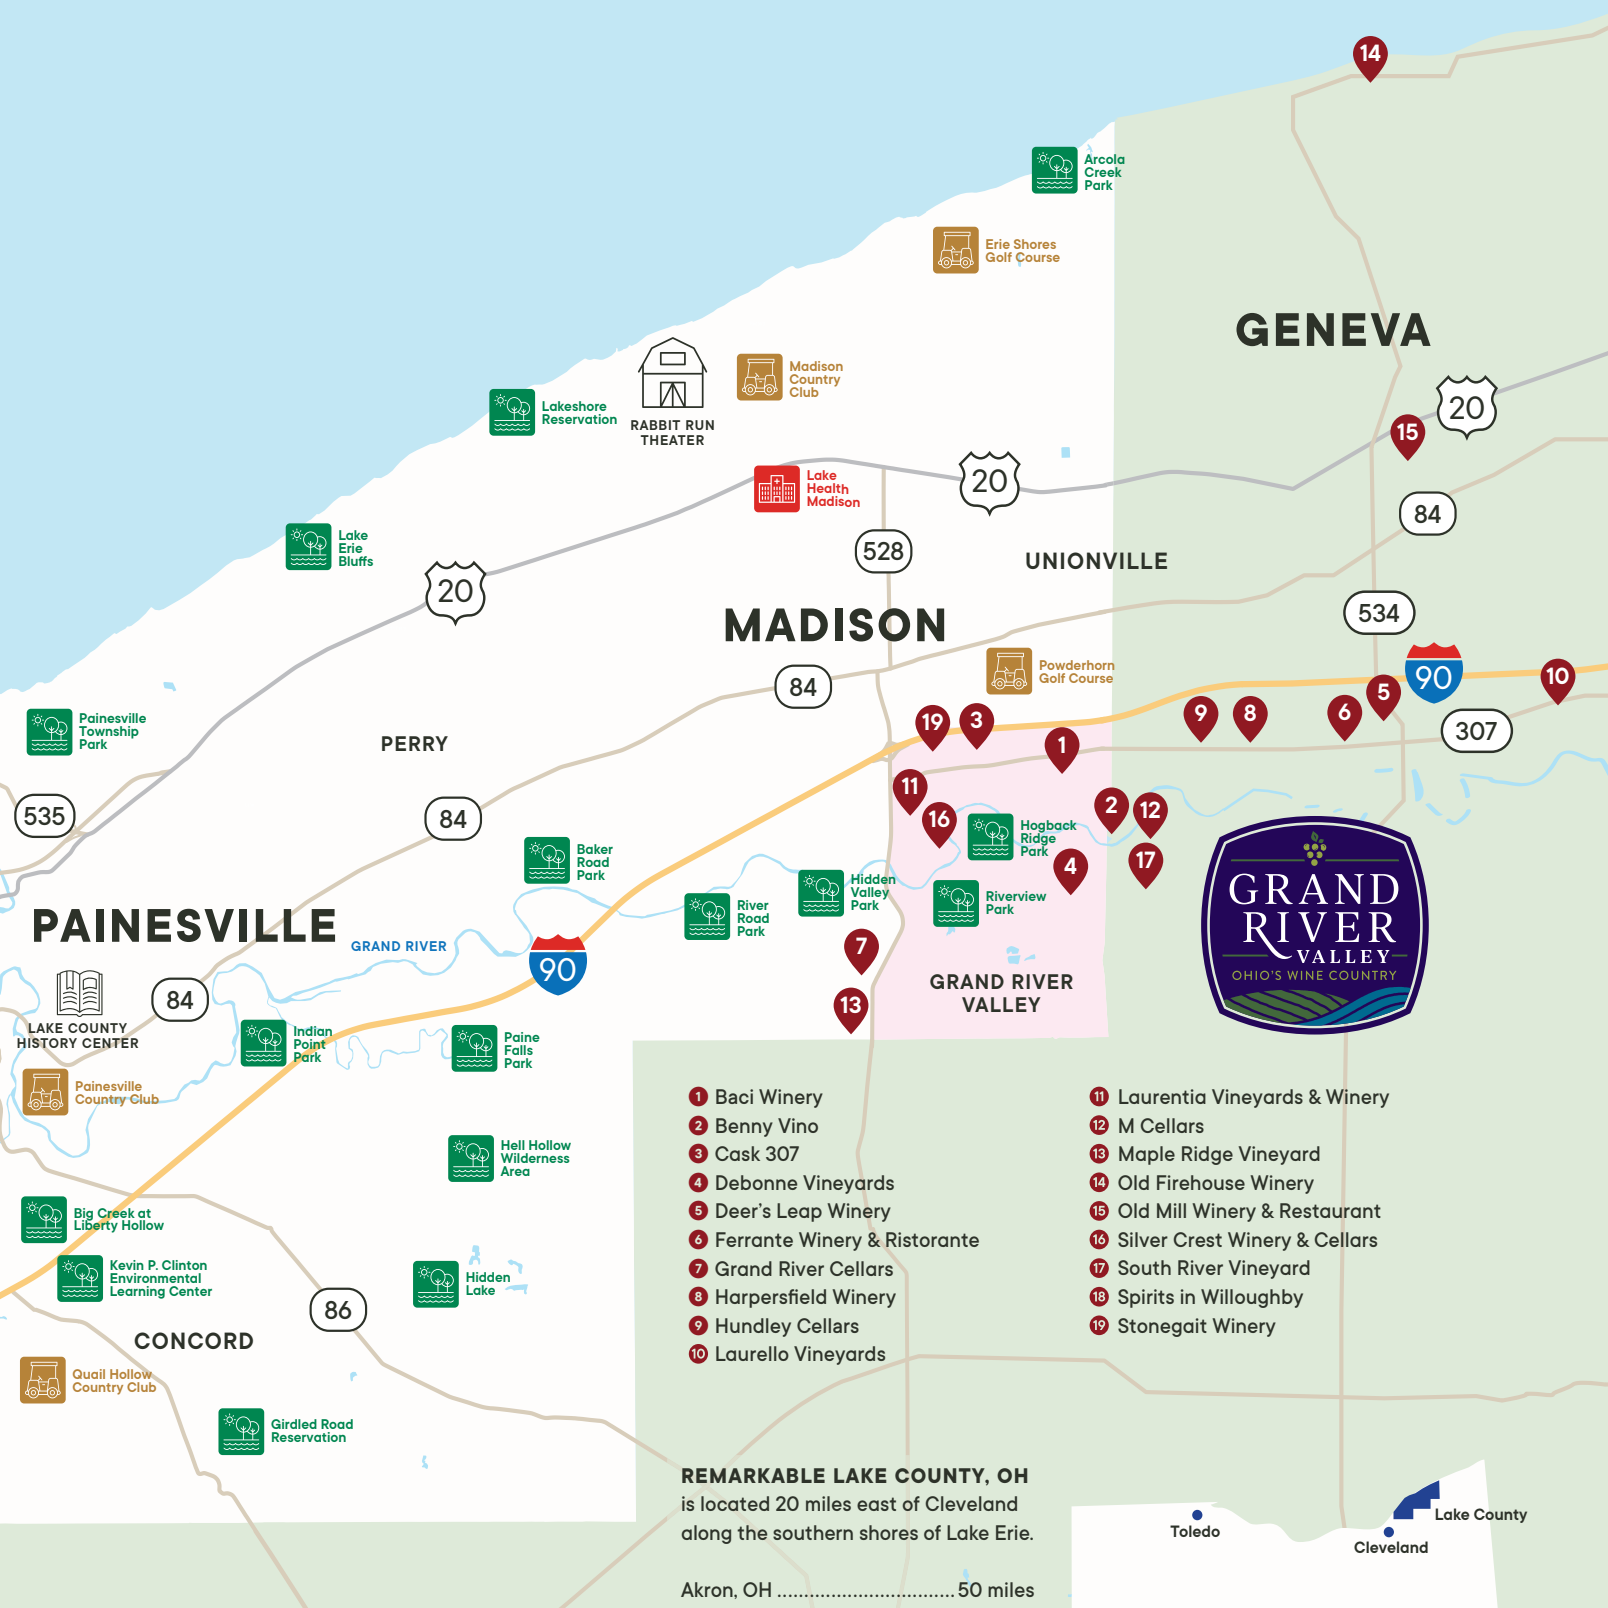 14
Arcola
Creek
Park
Erie Shores
Golf Course
GENEVA
Madison
Country
Club
Lakeshore
Reservation
RABBIT RUN
THEATER
20
15
Lake
Health
Madison
20
84
Lake
Erie
Bluffs
528
UNIONVILLE
20
534
MADISON
Powderhorn
Golf Course
90
10
84
5
Painesville
Township
Park
PERRY
19
3
9
8
6
307
1
11
535
84
16
2
12
Hogback
Ridge
Park
Baker
Road
Park
4
17
Hidden
Valley
Park
Riverview
Park
River
Road
Park
GRAND
RIVER
VALLEY
OHIO'S WINE COUNTRY
PAINESVILLE
GRAND RIVER
7
90
GRAND RIVER
VALLEY
84
13
LAKE COUNTY
HISTORY CENTER
Indian
Point
Park
Paine
Falls
Park
Painesville
Country Club
Hell Hollow
Wilderness
Area
Big Creek at
Liberty Hollow
Kevin P. Clinton
Environmental
Learning Center
Hidden
Lake
86
CONCORD
Quail Hollow
Country Club
Girdled Road
Reservation
1 Baci Winery
2 Benny Vino
3 Cask 307
4 Debonne Vineyards
5 Deer's Leap Winery
6 Ferrante Winery & Ristorante
7 Grand River Cellars
8 Harpersfield Winery
9 Hundley Cellars
10 Laurello Vineyards
11 Laurentia Vineyards & Winery
12 M Cellars
13 Maple Ridge Vineyard
14 Old Firehouse Winery
15 Old Mill Winery & Restaurant
16 Silver Crest Winery & Cellars
17 South River Vineyard
18 Spirits in Willoughby
19 Stonegait Winery
REMARKABLE LAKE COUNTY, OH
is located 20 miles east of Cleveland
along the southern shores of Lake Erie.
Akron, OH .................................50 miles
Toledo
Lake County
Cleveland